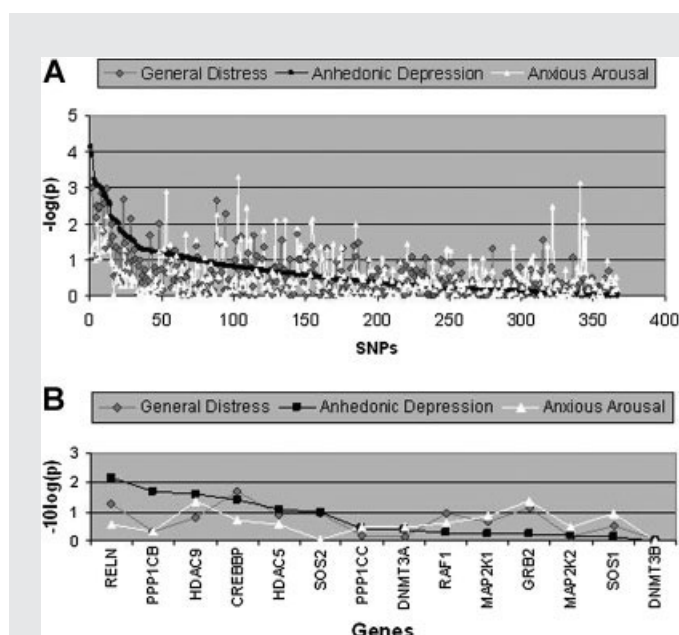 A
General Distress Anhedonic Depression Anxious Arousal
5
4
3
2
1
0
-log(p)
0 50 100 150 200 250 300 350 400
SNPs
B
General Distress Anhedonic Depression Anxious Arousal
3
2
1
0
-10log(p)
RELN
PPP1CB
HDAC9
CREBBP
HDAC5
SOS2
PPP1CC
DNMT3A
RAF1
MAP2K1
GRB2
MAP2K2
SOS1
DNMT3B
Genes